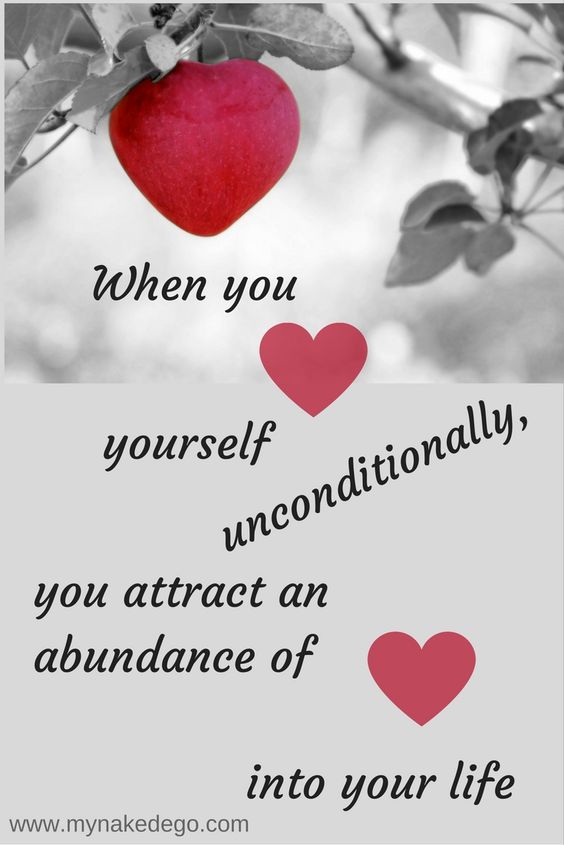 When you
yourself
unconditionally,
you attract an
abundance of
into your life
www.mynakedego.com